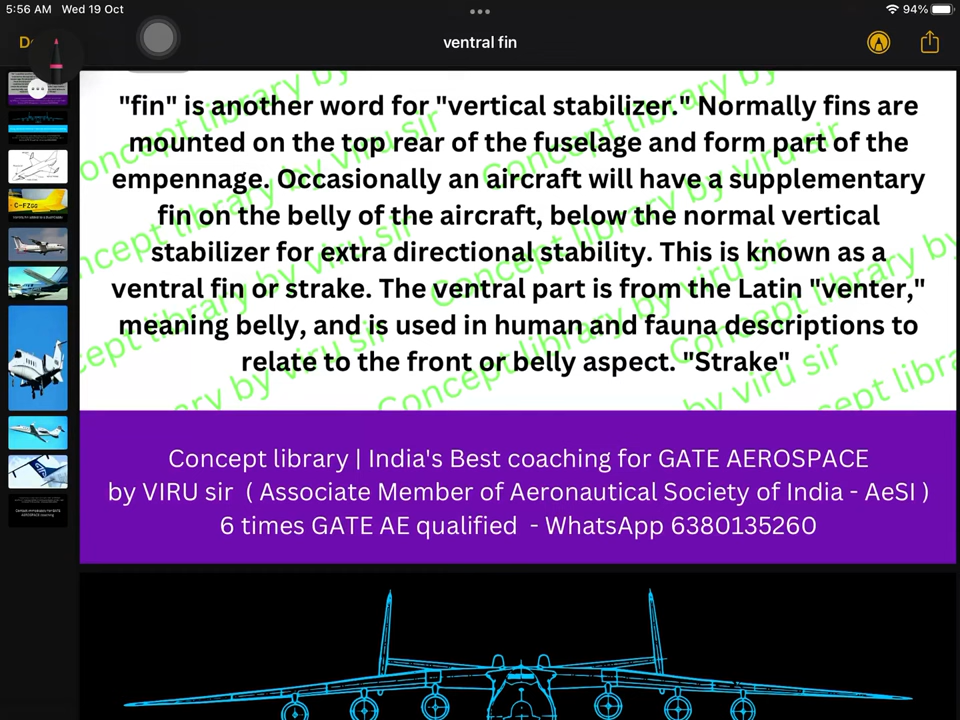 5:56 AM Wed 19 Oct
94%
ventral fin
"fin" is another word for "vertical stabilizer." Normally fins are
mounted on the top rear of the fuselage and form part of the
empennage. Occasionally an aircraft will have a supplementary
fin on the belly of the aircraft, below the normal vertical
stabilizer for extra directional stability. This is known as a
ventral fin or strake. The ventral part is from the Latin "venter,"
meaning belly, and is used in human and fauna descriptions to
relate to the front or belly aspect. "Strake"
Concept library by viru sir
Concept library | India's Best coaching for GATE AEROSPACE
by VIRU sir ( Associate Member of Aeronautical Society of India - AeSI )
6 times GATE AE qualified - WhatsApp 6380135260
C-FZGO